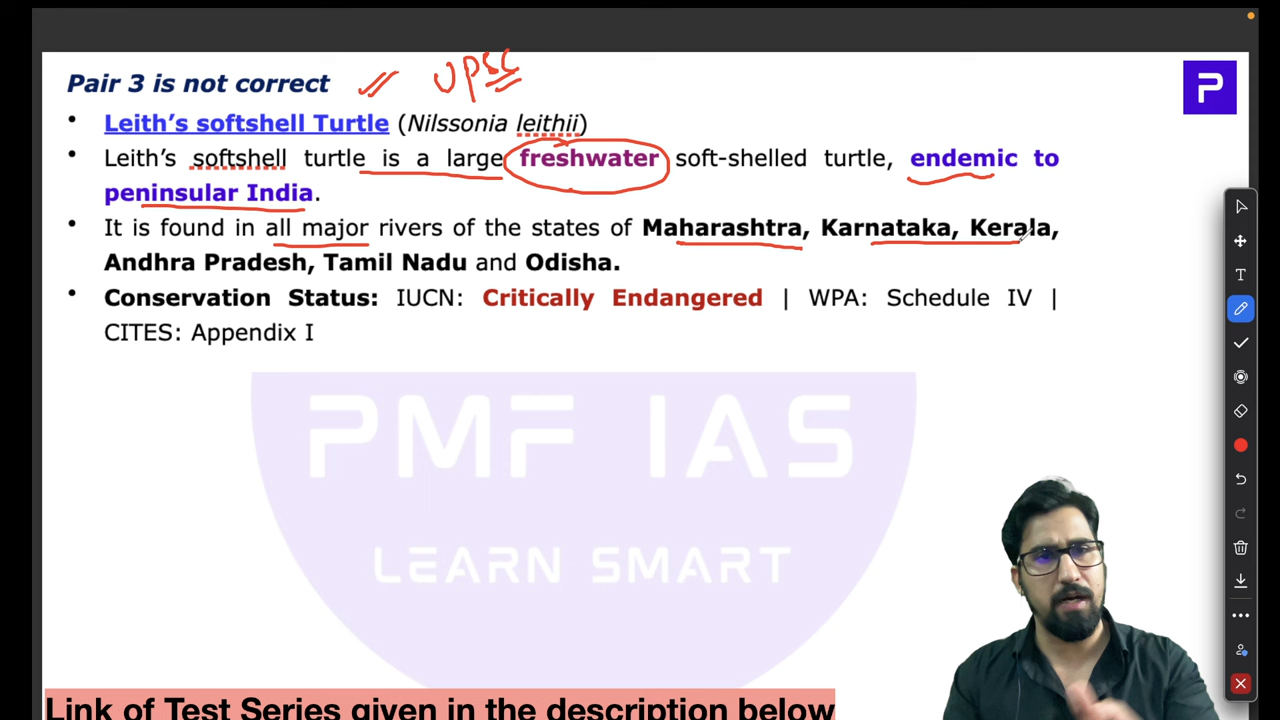 Pair 3 is not correct UPSC
P
• Leith's softshell Turtle (Nilssonia leithii)
• Leith's softshell turtle is a large freshwater soft-shelled turtle, endemic to
peninsular India.
• It is found in all major rivers of the states of Maharashtra, Karnataka, Kerala,
Andhra Pradesh, Tamil Nadu and Odisha.
• Conservation Status: IUCN: Critically Endangered | WPA: Schedule IV |
CITES: Appendix I
PMF IAS
LEARN SMART
Link of Test Series given in the description below
T